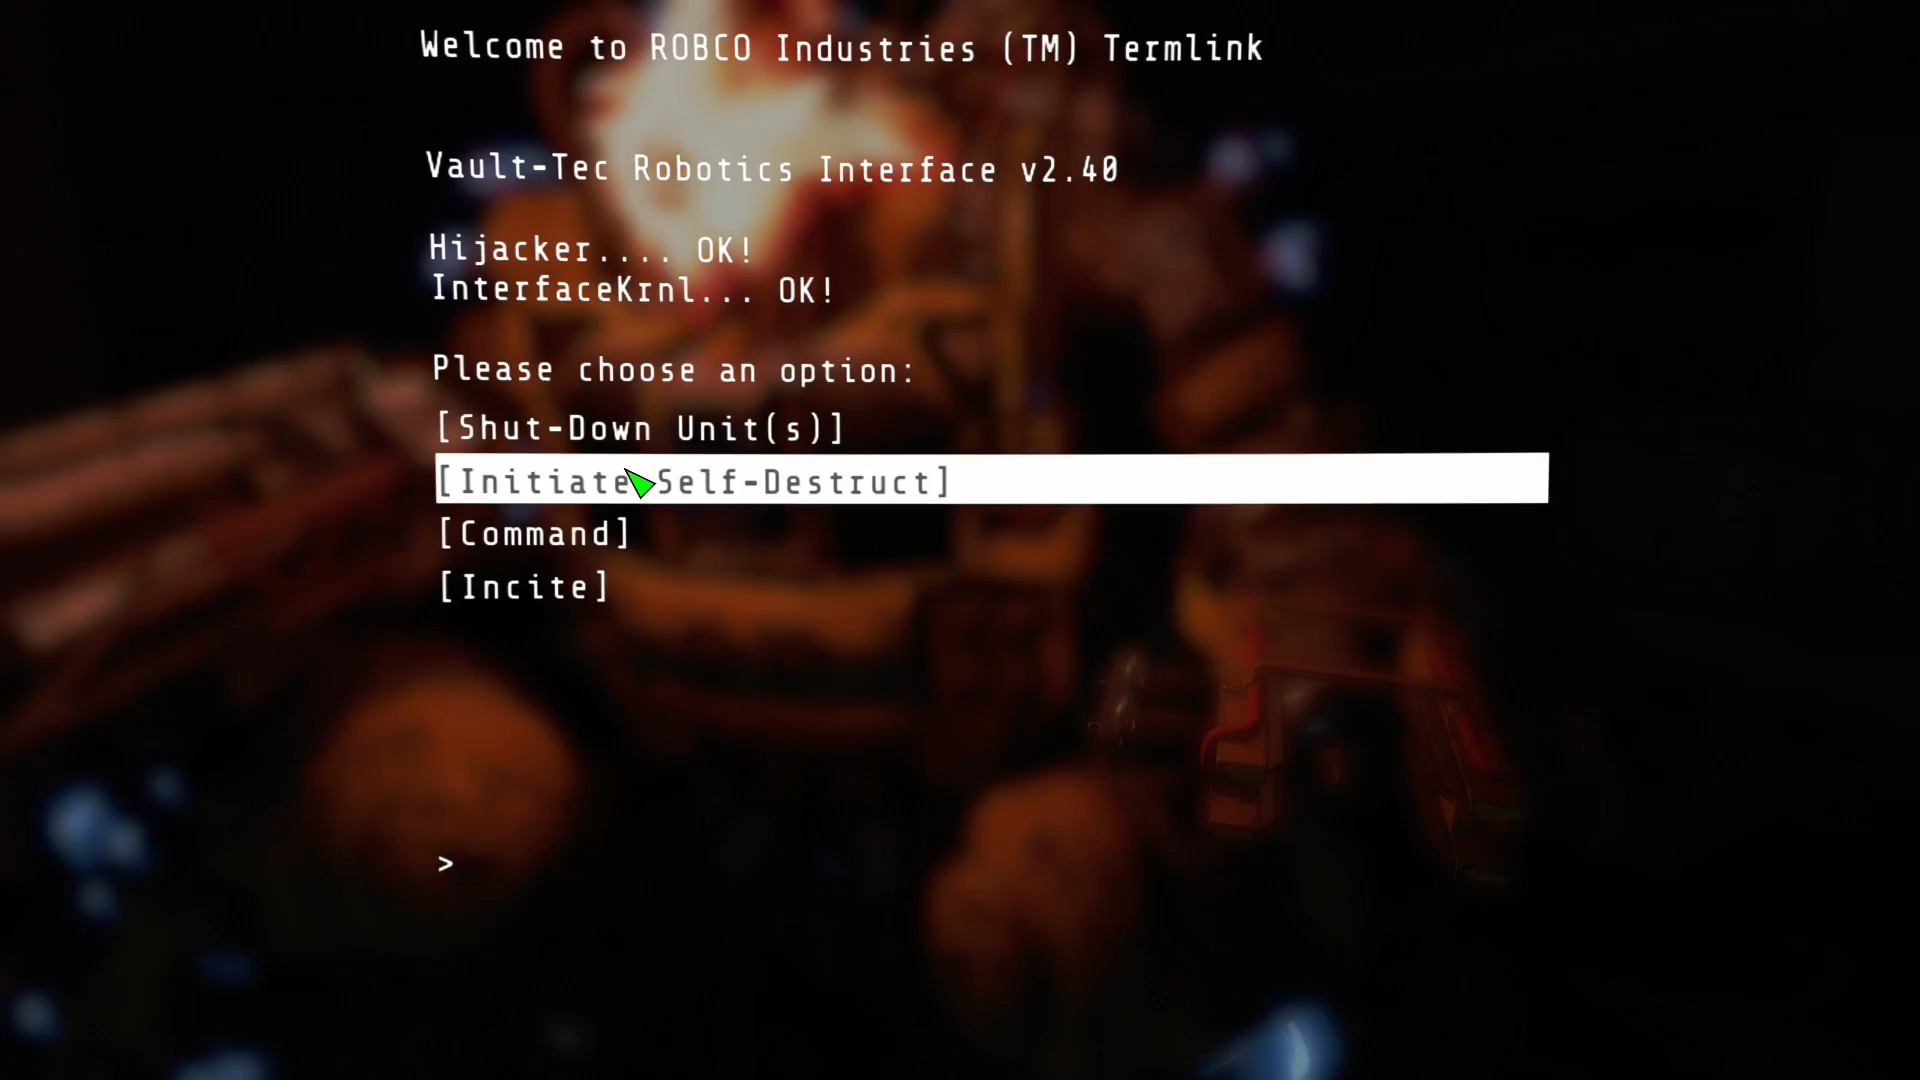 Welcome to ROBCO Industries (TM) Termlink
Vault-Tec Robotics Interface v2.40
Hijacker.... OK!
InterfaceKrnl... OK!
Please choose an option:
[Shut-Down Unit(s)]
[Initiate Self-Destruct]
[Command]
[Incite]
>